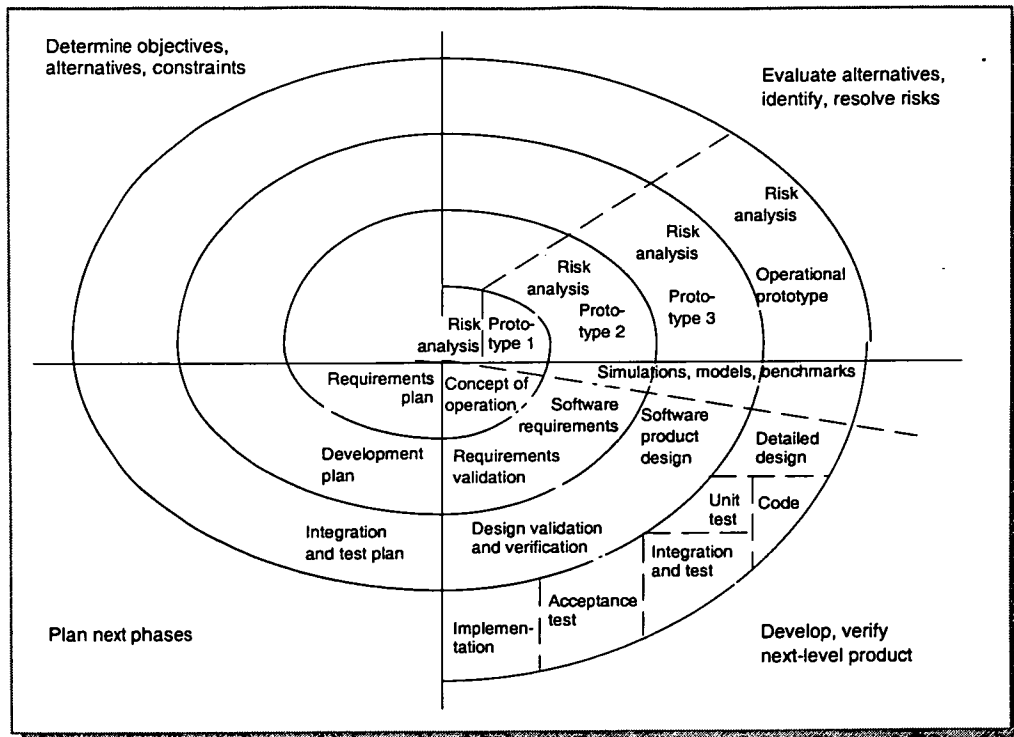 Determine objectives,
alternatives, constraints
Evaluate alternatives,
identify, resolve risks
Risk
analysis
Risk
analysis
Risk
analysis
Operational
prototype
Proto-
type 3
Proto-
type 2
Risk
analysis
Proto-
type 1
Simulations, models, benchmarks
Requirements
plan
Concept of
operation
Software
requirements
Software
product
design
Detailed
design
Development
plan
Requirements
validation
Unit
test
Code
Integration
and test plan
Design validation
and verification
Integration
and test
Acceptance
test
Implemen-
tation
Plan next phases
Develop, verify
next-level product